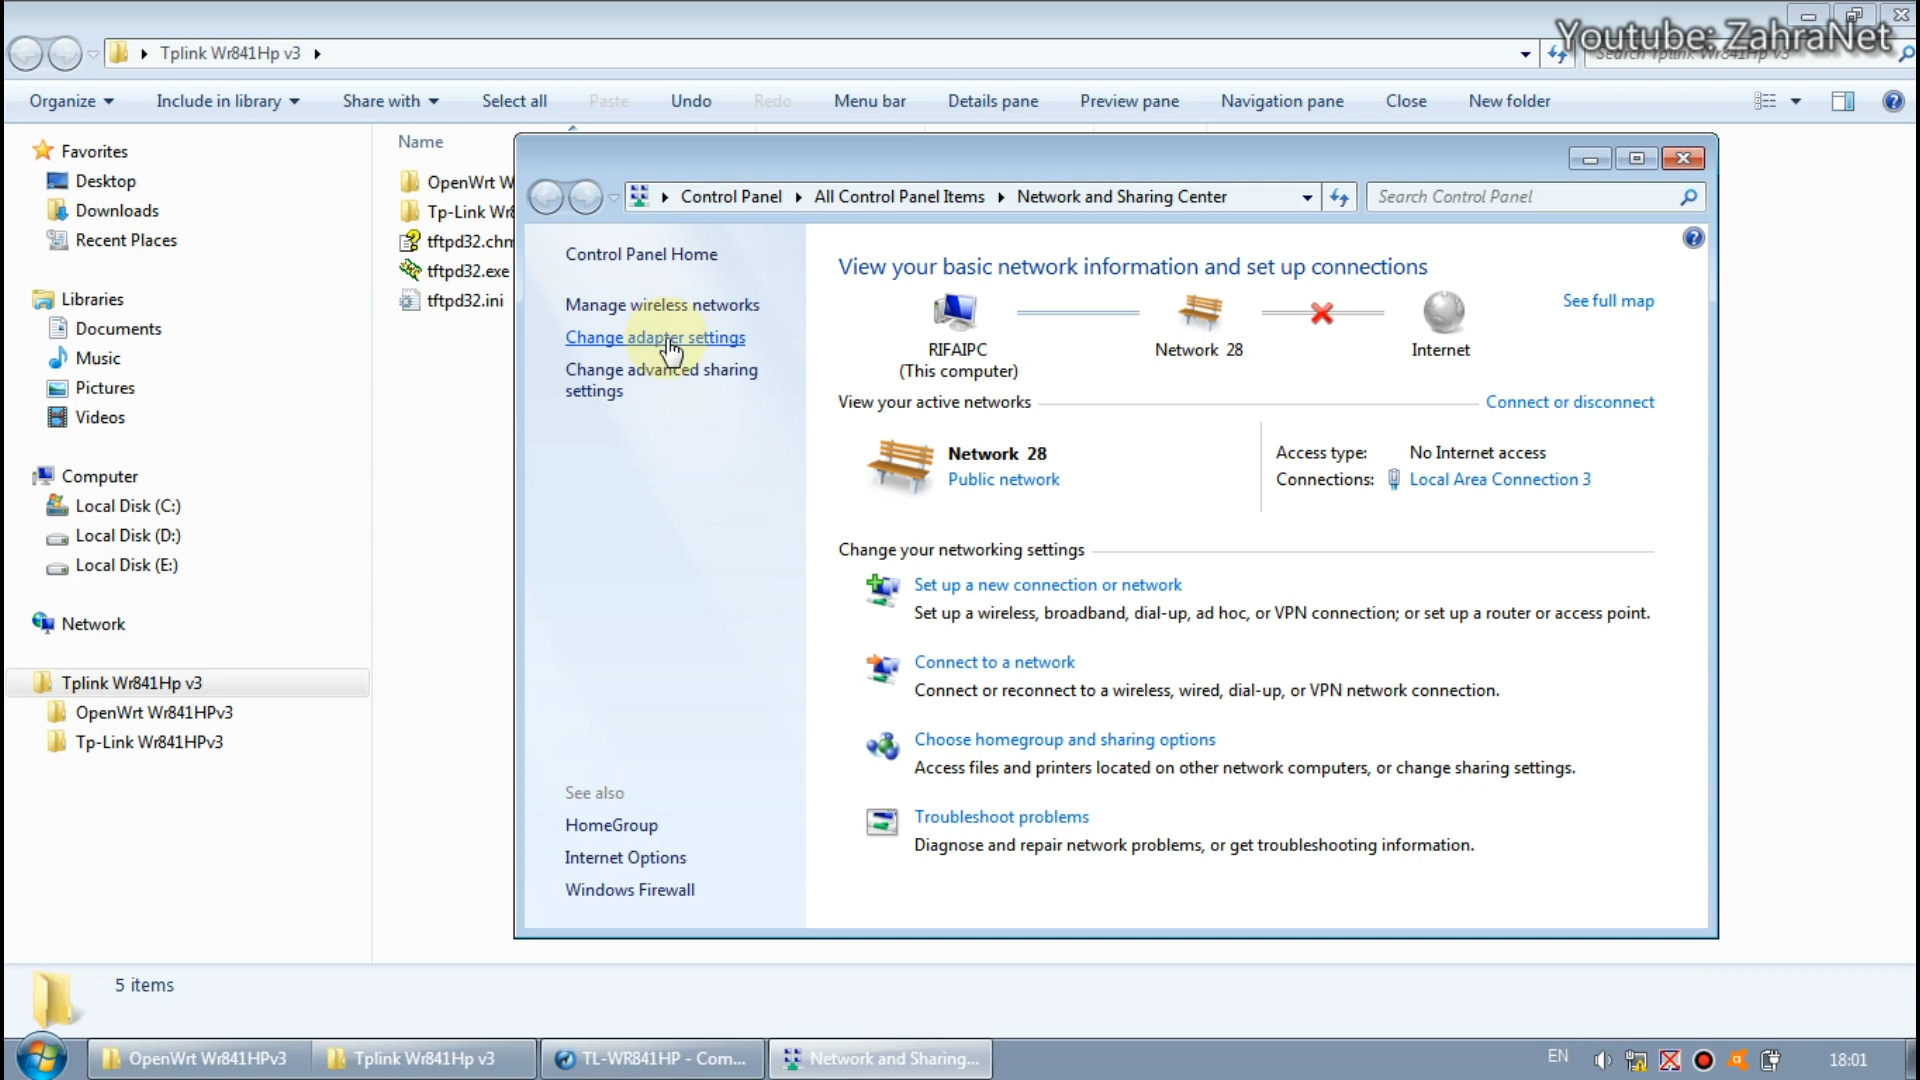 Youtube: ZahraNet
Tplink Wr841Hp v3
Search Tplink Wr841Hp v3
Organize
Include in library
Share with
Select all
Paste
Undo
Redo
Menu bar
Details pane
Preview pane
Navigation pane
Close
New folder
Favorites
Desktop
Downloads
Recent Places
Libraries
Documents
Music
Pictures
Videos
Computer
Local Disk (C:)
Local Disk (D:)
Local Disk (E:)
Network
Tplink Wr841Hp v3
OpenWrt Wr841HPv3
Tp-Link Wr841HPv3
Name
OpenWrt W
Tp-Link Wr
tftpd32.chm
tftpd32.exe
tftpd32.ini
Control Panel
All Control Panel Items
Network and Sharing Center
Search Control Panel
Control Panel Home
Manage wireless networks
Change adapter settings
Change advanced sharing
settings
See also
HomeGroup
Internet Options
Windows Firewall
View your basic network information and set up connections
See full map
RIFAIPC
(This computer)
Network 28
Internet
View your active networks
Connect or disconnect
Network 28
Public network
Access type:
No Internet access
Connections:
Local Area Connection 3
Change your networking settings
Set up a new connection or network
Set up a wireless, broadband, dial-up, ad hoc, or VPN connection; or set up a router or access point.
Connect to a network
Connect or reconnect to a wireless, wired, dial-up, or VPN network connection.
Choose homegroup and sharing options
Access files and printers located on other network computers, or change sharing settings.
Troubleshoot problems
Diagnose and repair network problems, or get troubleshooting information.
5 items
OpenWrt Wr841HPv3
Tplink Wr841Hp v3
TL-WR841HP - Com...
Network and Sharing...
EN
18:01